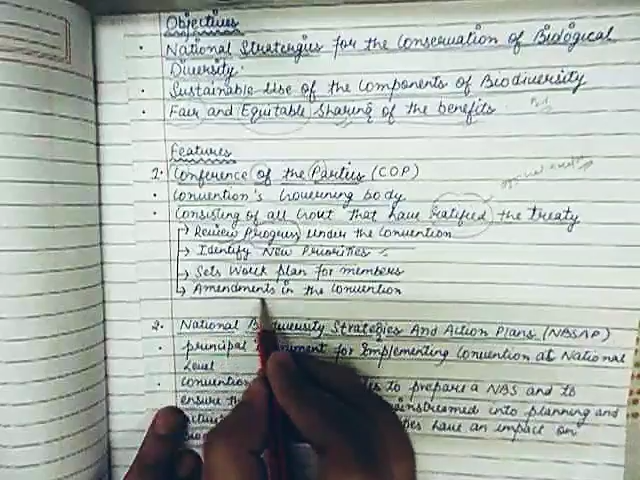 Objectives
• National Strategies for the Conservation of Biological
Diversity.
• Sustainable Use of the Components of Biodiversity
• Fair and Equitable Sharing of the benefits
Features
1. Conference of the Parties (COP)
• Convention's Governing body
• Consisting of all Govt that have ratified the treaty
→ Review Progress under the Convention
→ Identify New Priorities
→ Sets Work plan for members
→ Amendments in the Convention
2. National Biodiversity Strategies And Action Plans (NBSAP)
• principal for Implementing Convention at National
Level
• convention to prepare a NBS and to
ensure into planning and
have an impact on